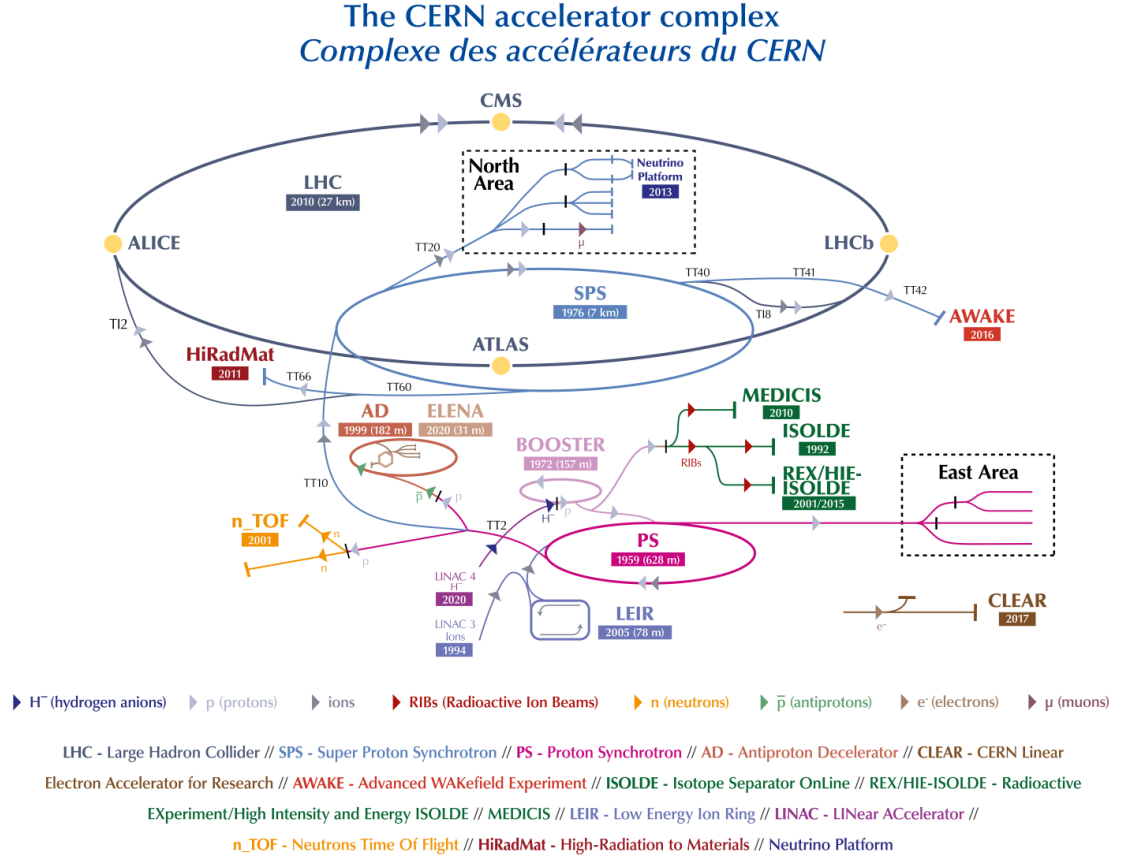 The CERN accelerator complex
Complexe des accélérateurs du CERN
CMS
North
Area
Neutrino
Platform
2013
LHC
2010 (27 km)
ALICE
LHCb
TT20
μ
TT40
TT41
SPS
1976 (7 km)
TT42
TI8
AWAKE
2016
TI2
ATLAS
HiRadMat
2011
TT66
TT60
MEDICIS
2010
AD
1999 (182 m)
ELENA
2020 (31 m)
ISOLDE
1992
BOOSTER
1972 (157 m)
RIBs
REX/HIE-
ISOLDE
2001/2015
East Area
TT10
p̅
p
H⁻
p
n_TOF
2001
n
n
p
TT2
PS
1959 (628 m)
LINAC 4
H⁻
2020
LINAC 3
Ions
1994
LEIR
2005 (78 m)
CLEAR
2017
e⁻
H⁻ (hydrogen anions)
p (protons)
ions
RIBs (Radioactive Ion Beams)
n (neutrons)
p̅ (antiprotons)
e⁻ (electrons)
μ (muons)
LHC - Large Hadron Collider // SPS - Super Proton Synchrotron // PS - Proton Synchrotron // AD - Antiproton Decelerator // CLEAR - CERN Linear
Electron Accelerator for Research // AWAKE - Advanced WAKefield Experiment // ISOLDE - Isotope Separator OnLine // REX/HIE-ISOLDE - Radioactive
EXperiment/High Intensity and Energy ISOLDE // MEDICIS // LEIR - Low Energy Ion Ring // LINAC - LINear ACcelerator //
n_TOF - Neutrons Time Of Flight // HiRadMat - High-Radiation to Materials // Neutrino Platform